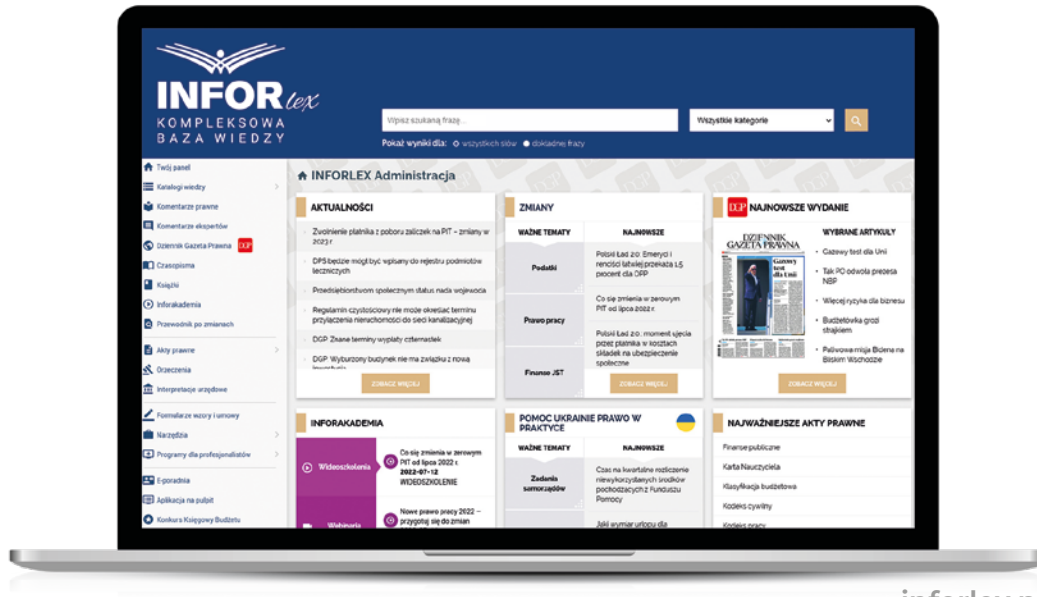 INFORlex
KOMPLEKSOWA
BAZA WIEDZY
Wpisz szukaną frazę...
Wszystkie kategorie
Pokaż wyniki dla: wszystkich słów dokładnej frazy
Twój panel
Katalogi wiedzy
Komentarze prawne
Komentarze ekspertów
Dziennik Gazeta Prawna DGP
Czasopisma
Książki
Inforakademia
Przewodnik po zmianach
Akty prawne
Orzeczenia
Interpretacje urzędowe
Formularze wzory i umowy
Narzędzia
Programy dla profesjonalistów
E-poradnia
Aplikacja na pulpit
Konkurs Księgowy Budżetu
INFORLEX Administracja
AKTUALNOŚCI
Zwolnienie płatnika z poboru zaliczek na PIT – zmiany w
2023 r.
DPS będzie mógł być wpisany do rejestru podmiotów
leczniczych
Przedsiębiorstwom społecznym status nada wojewoda
Regulamin czystościowy nie może określać terminu
przyłączenia nieruchomości do sieci kanalizacyjnej
DGP: Znane terminy wypłaty czternastek
DGP: Wyburzony budynek nie ma związku z nową
ZOBACZ WIĘCEJ
ZMIANY
WAŻNE TEMATY
NAJNOWSZE
Podatki
Polski Ład 2.0: Emeryci i
renciści łatwiej przekażą 1,5
procent dla OPP
Prawo pracy
Co się zmienia w zerowym
PIT od lipca 2022 r.
Finanse JST
Polski Ład 2.0: moment ujęcia
przez płatnika w kosztach
składek na ubezpieczenie
społeczne
ZOBACZ WIĘCEJ
DGP NAJNOWSZE WYDANIE
DZIENNIK
GAZETA PRAWNA
Gazowy
test
dla Unii
WYBRANE ARTYKUŁY
Gazowy test dla Unii
Tak PO odwoła prezesa
NBP
Więcej ryzyka dla biznesu
Budżetówka grozi
strajkiem
Paliwowa misja Bidena na
Bliskim Wschodzie
ZOBACZ WIĘCEJ
INFORAKADEMIA
Wideoszkolenia
Co się zmienia w zerowym
PIT od lipca 2022 r.
2022-07-12
WIDEOSZKOLENIE
Webinaria
Nowe prawo pracy 2022 –
przygotuj się do zmian
POMOC UKRAINIE PRAWO W
PRAKTYCE
WAŻNE TEMATY
NAJNOWSZE
Zadania
samorządów
Czas na kwartalne rozliczenie
niewykorzystanych środków
pochodzących z Funduszu
Pomocy
Jaki wymiar urlopu dla
NAJWAŻNIEJSZE AKTY PRAWNE
Finanse publiczne
Karta Nauczyciela
Klasyfikacja budżetowa
Kodeks cywilny
Kodeks pracy